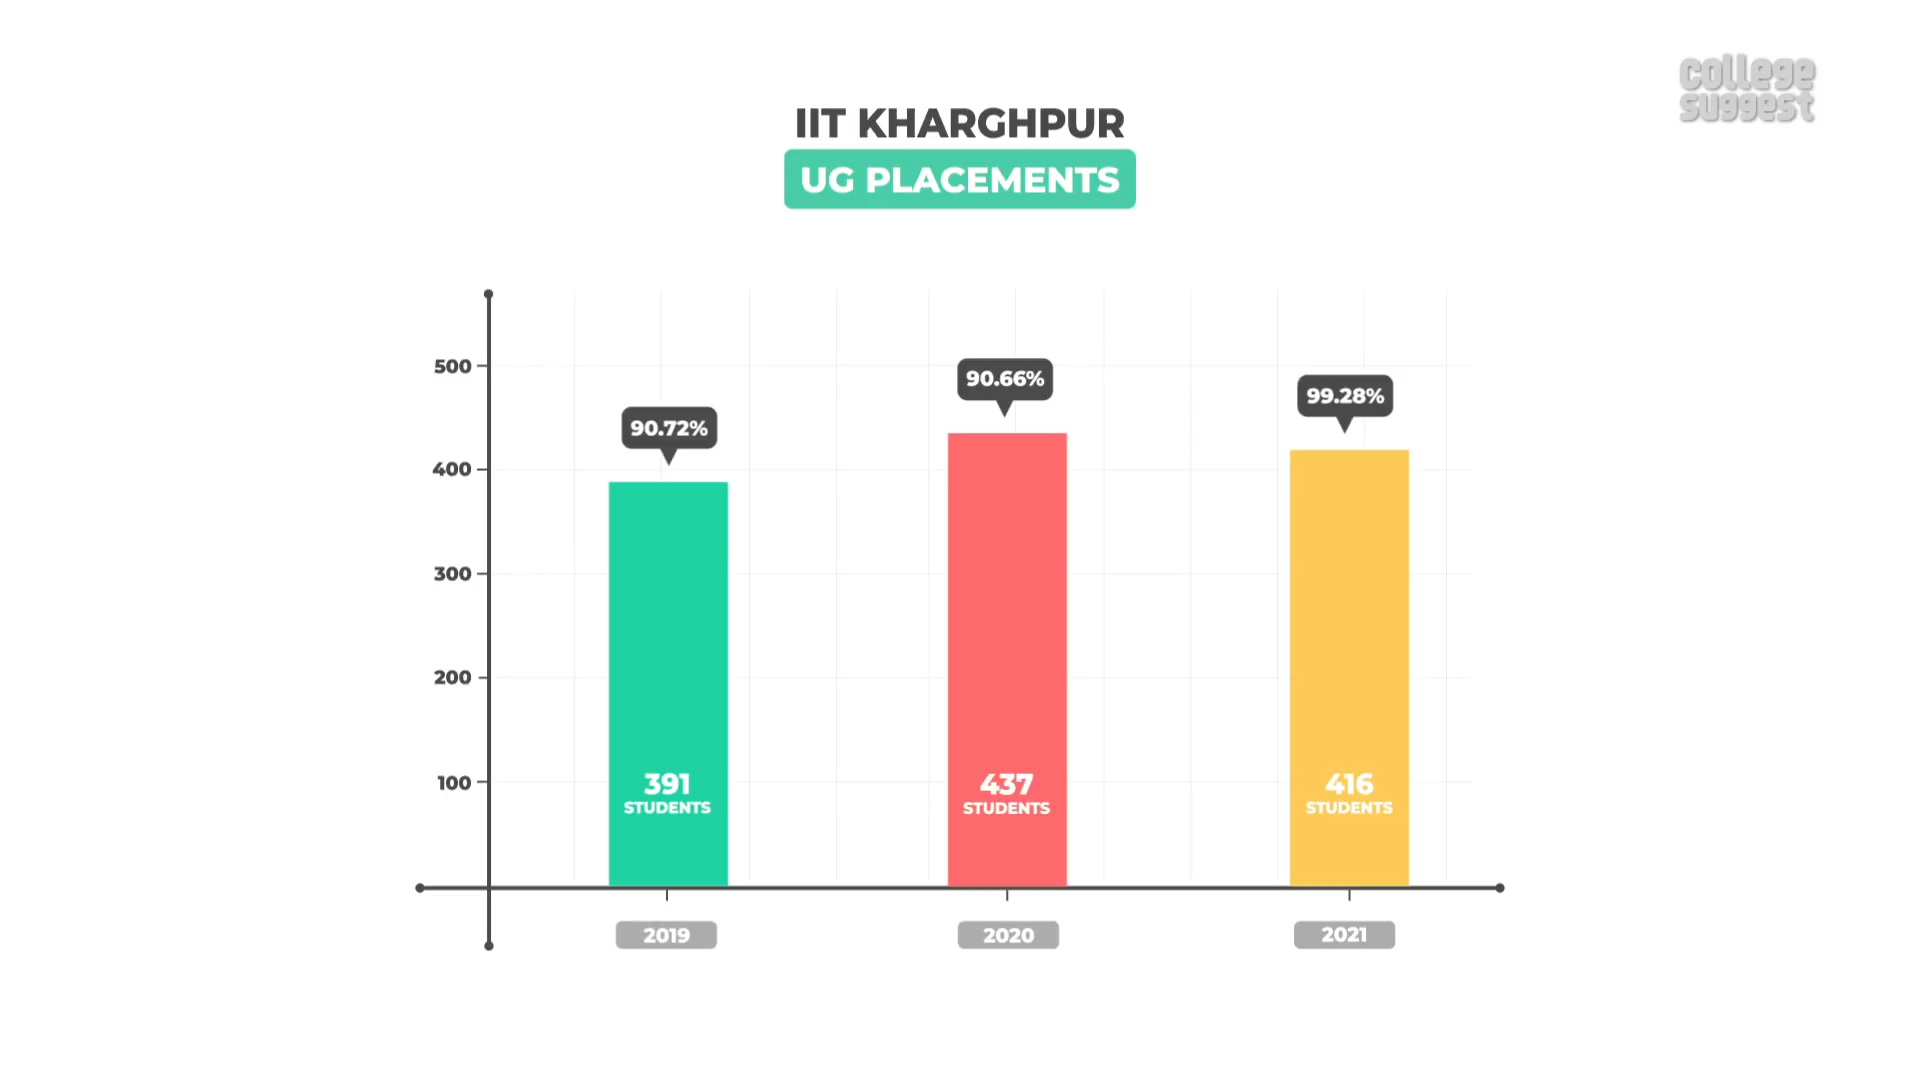 college
suggest
IIT KHARGHPUR
UG PLACEMENTS
500
400
300
200
100
90.72%
90.66%
99.28%
391
STUDENTS
437
STUDENTS
416
STUDENTS
2019
2020
2021